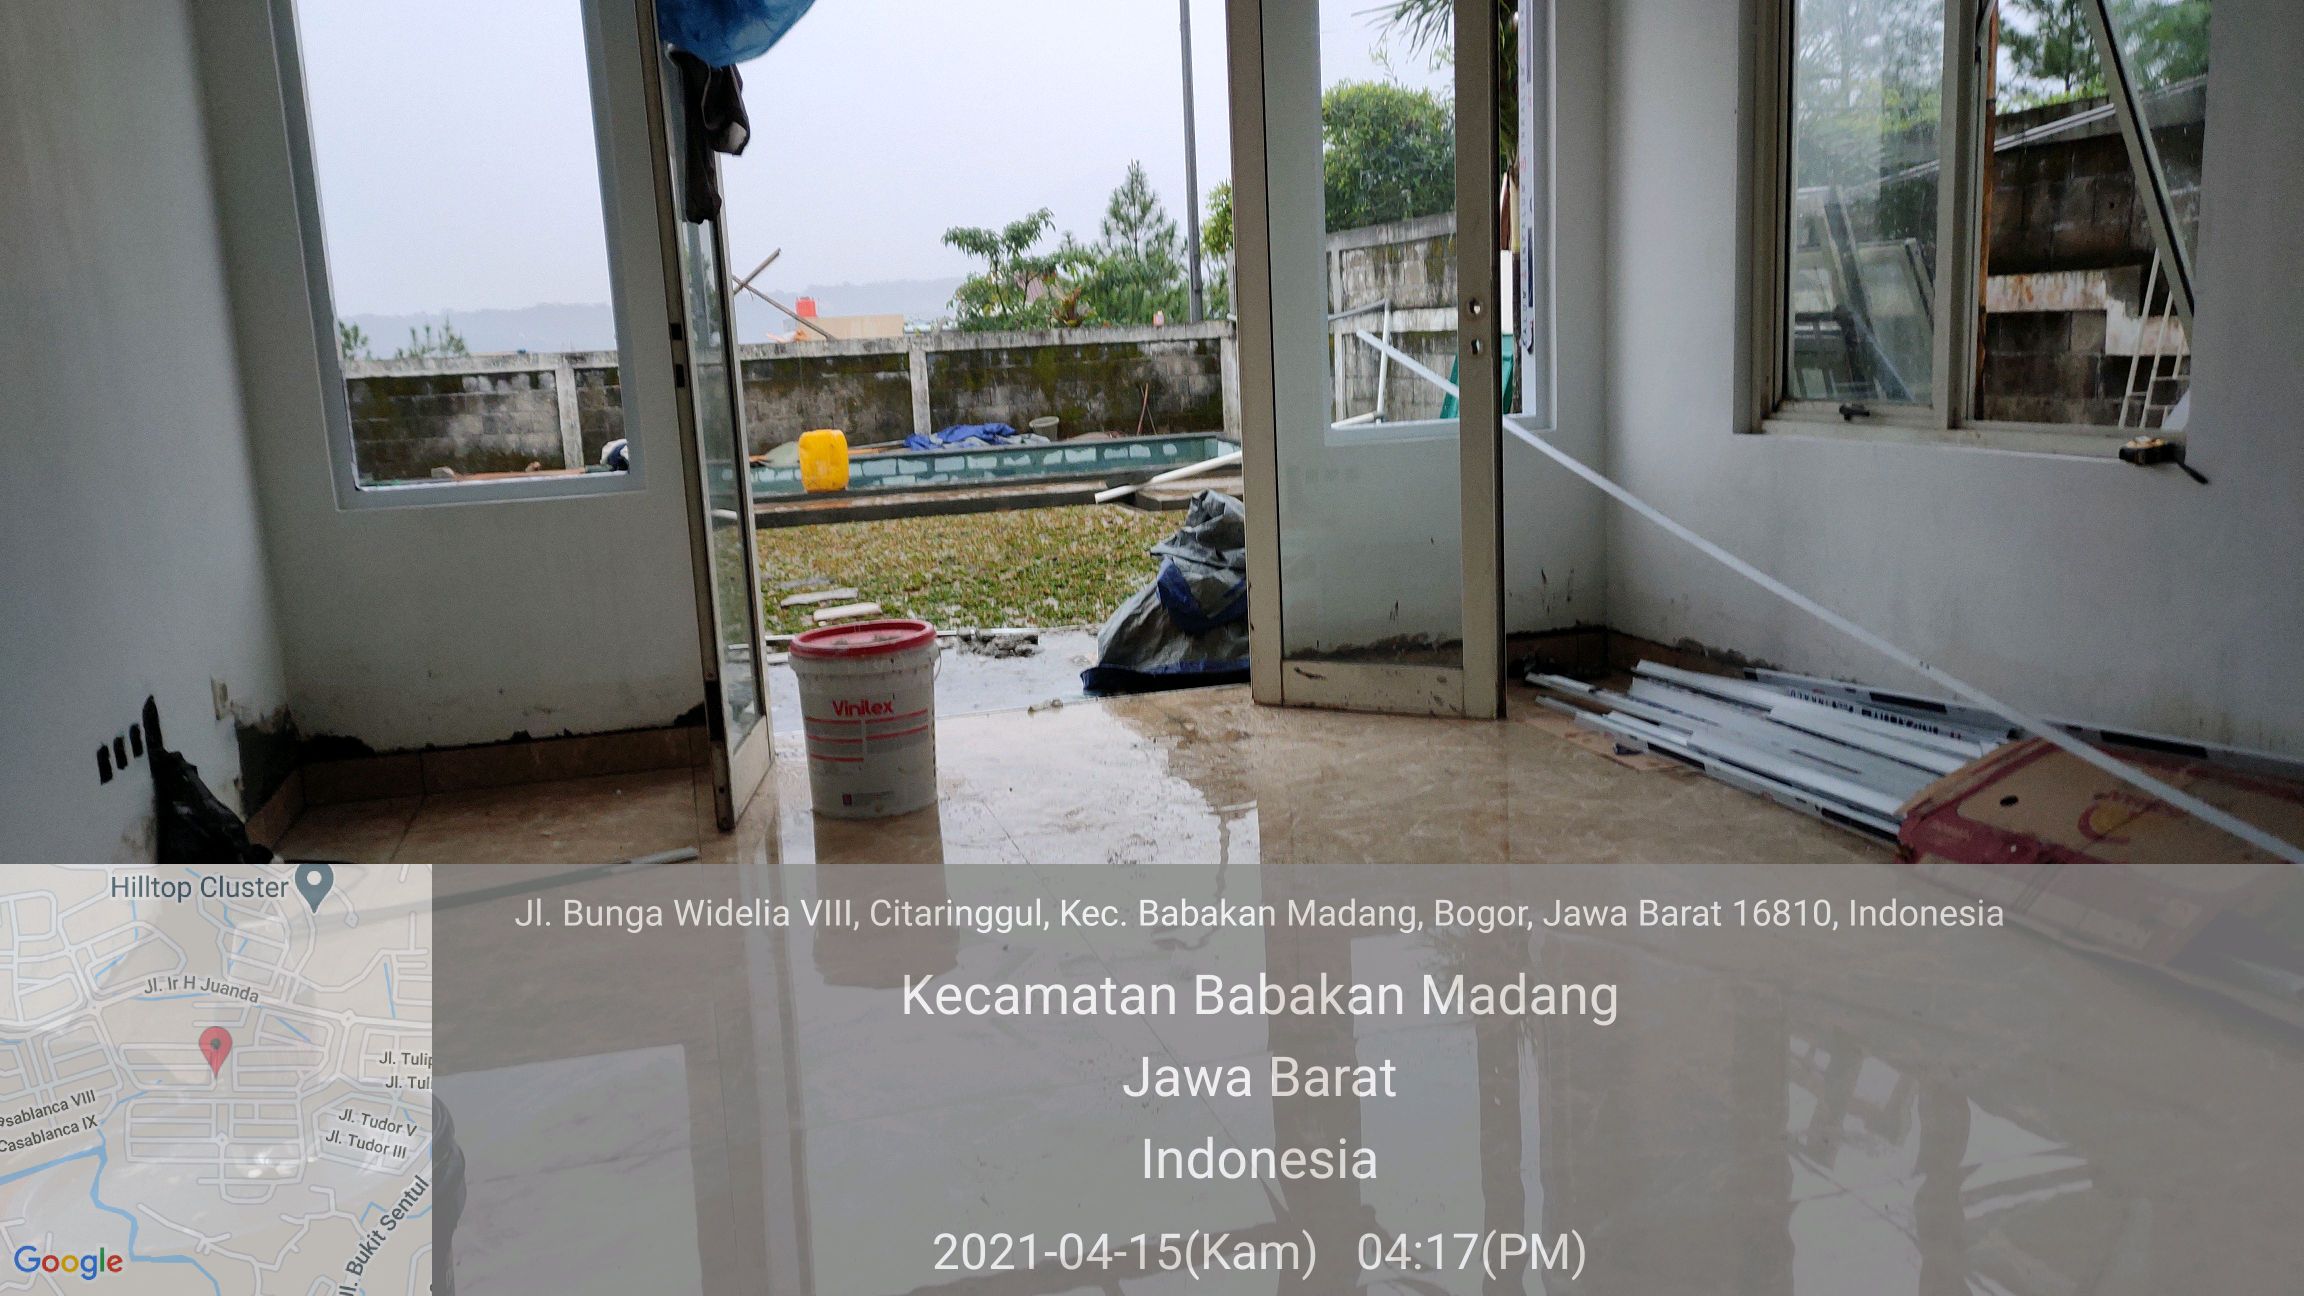 Vinilex
Hilltop Cluster
Jl. Ir H Juanda
Jl. Tulip
Jl. Tul
asablanca VIII
Casablanca IX
Jl. Tudor V
Jl. Tudor III
Jl. Bukit Sentul
Google
Jl. Bunga Widelia VIII, Citaringgul, Kec. Babakan Madang, Bogor, Jawa Barat 16810, Indonesia
Kecamatan Babakan Madang
Jawa Barat
Indonesia
2021-04-15(Kam) 04:17(PM)